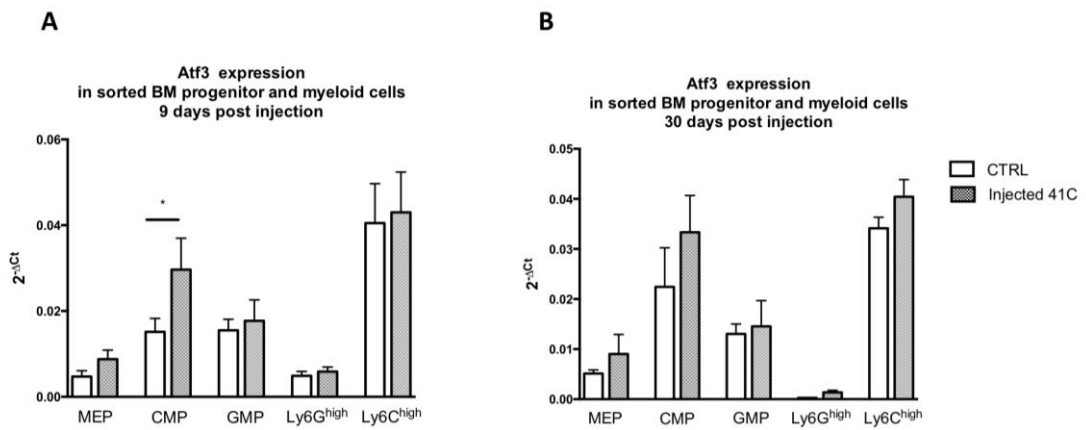 A
Atf3 expression
in sorted BM progenitor and myeloid cells
9 days post injection
0.06
0.04
0.02
0.00
2-ΔCt
*
MEP CMP GMP Ly6Ghigh Ly6Chigh
B
Atf3 expression
in sorted BM progenitor and myeloid cells
30 days post injection
0.05
0.04
0.03
0.02
0.01
0.00
2-ΔCt
MEP CMP GMP Ly6Ghigh Ly6Chigh
CTRL
Injected 41C